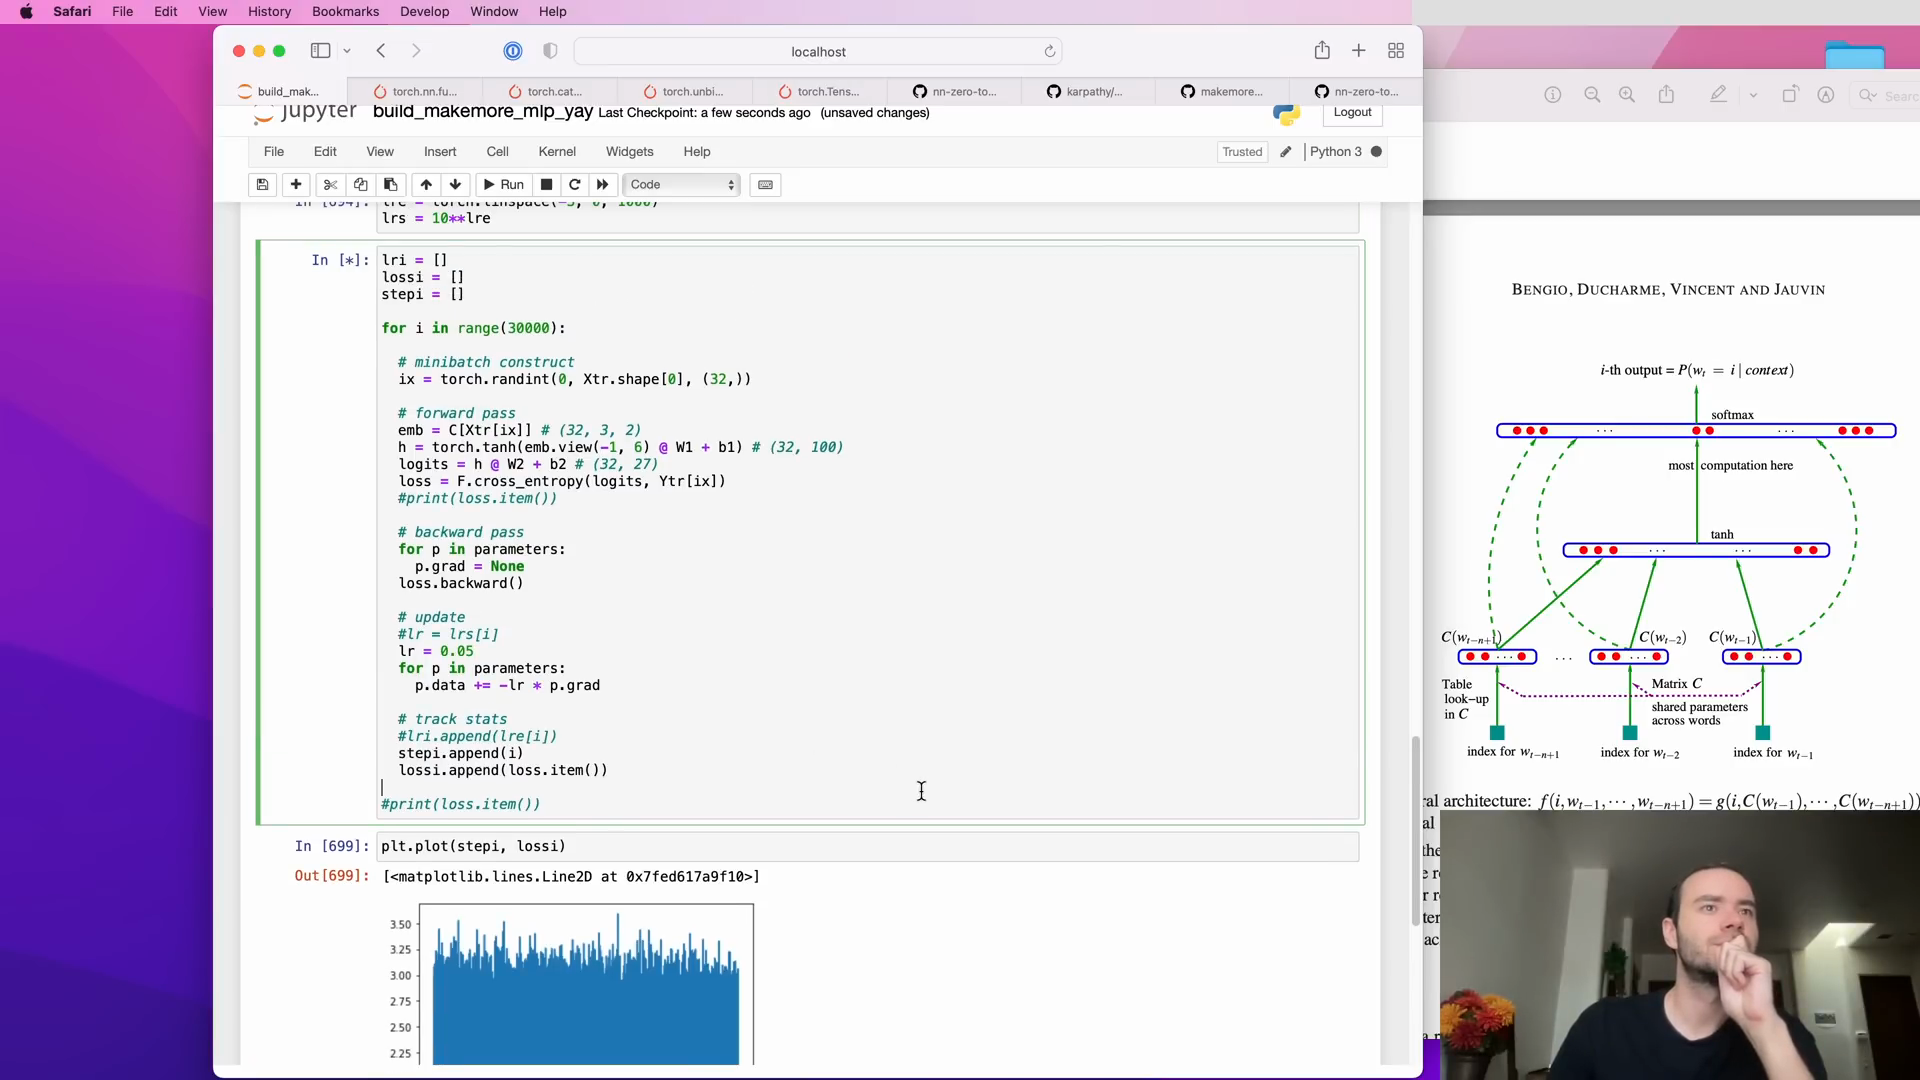 Safari File Edit View History Bookmarks Develop Window Help
localhost
build_mak... torch.nn.fu... torch.cat... torch.unbi... torch.Tens... nn-zero-to... karpathy/... makemore... nn-zero-to...
jupyter build_makemore_mlp_yay Last Checkpoint: a few seconds ago (unsaved changes) Logout
File Edit View Insert Cell Kernel Widgets Help Trusted Python 3
Run Code
lrs = 10**lre
In [*]: lri = []
lossi = []
stepi = []
for i in range(30000):
# minibatch construct
ix = torch.randint(0, Xtr.shape[0], (32,))
# forward pass
emb = C[Xtr[ix]] # (32, 3, 2)
h = torch.tanh(emb.view(-1, 6) @ W1 + b1) # (32, 100)
logits = h @ W2 + b2 # (32, 27)
loss = F.cross_entropy(logits, Ytr[ix])
#print(loss.item())
# backward pass
for p in parameters:
p.grad = None
loss.backward()
# update
#lr = lrs[i]
lr = 0.05
for p in parameters:
p.data += -lr * p.grad
# track stats
#lri.append(lre[i])
stepi.append(i)
lossi.append(loss.item())
#print(loss.item())
In [699]: plt.plot(stepi, lossi)
Out[699]: [<matplotlib.lines.Line2D at 0x7fed617a9f10>]
3.50
3.25
3.00
2.75
2.50
2.25
Search
BENGIO, DUCHARME, VINCENT AND JAUVIN
i-th output = P(w_t = i | context)
softmax
most computation here
tanh
C(w_{t−n+1}) C(w_{t−2}) C(w_{t−1})
Table look−up in C
Matrix C
shared parameters across words
index for w_{t−n+1} index for w_{t−2} index for w_{t−1}
architecture: f(i,w_{t−1},⋯,w_{t−n+1}) = g(i,C(w_{t−1}),⋯,C(w_{t−n+1}))